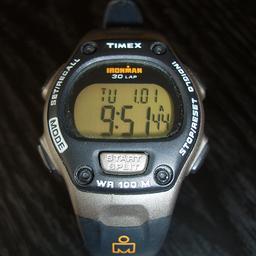 TIMEX
IRONMAN
30 LAP
SET/RECALL
INDIGLO
TU 1.01
A
9:51 44
MODE
STOP/RESET
START
SPLIT
WR 100 M